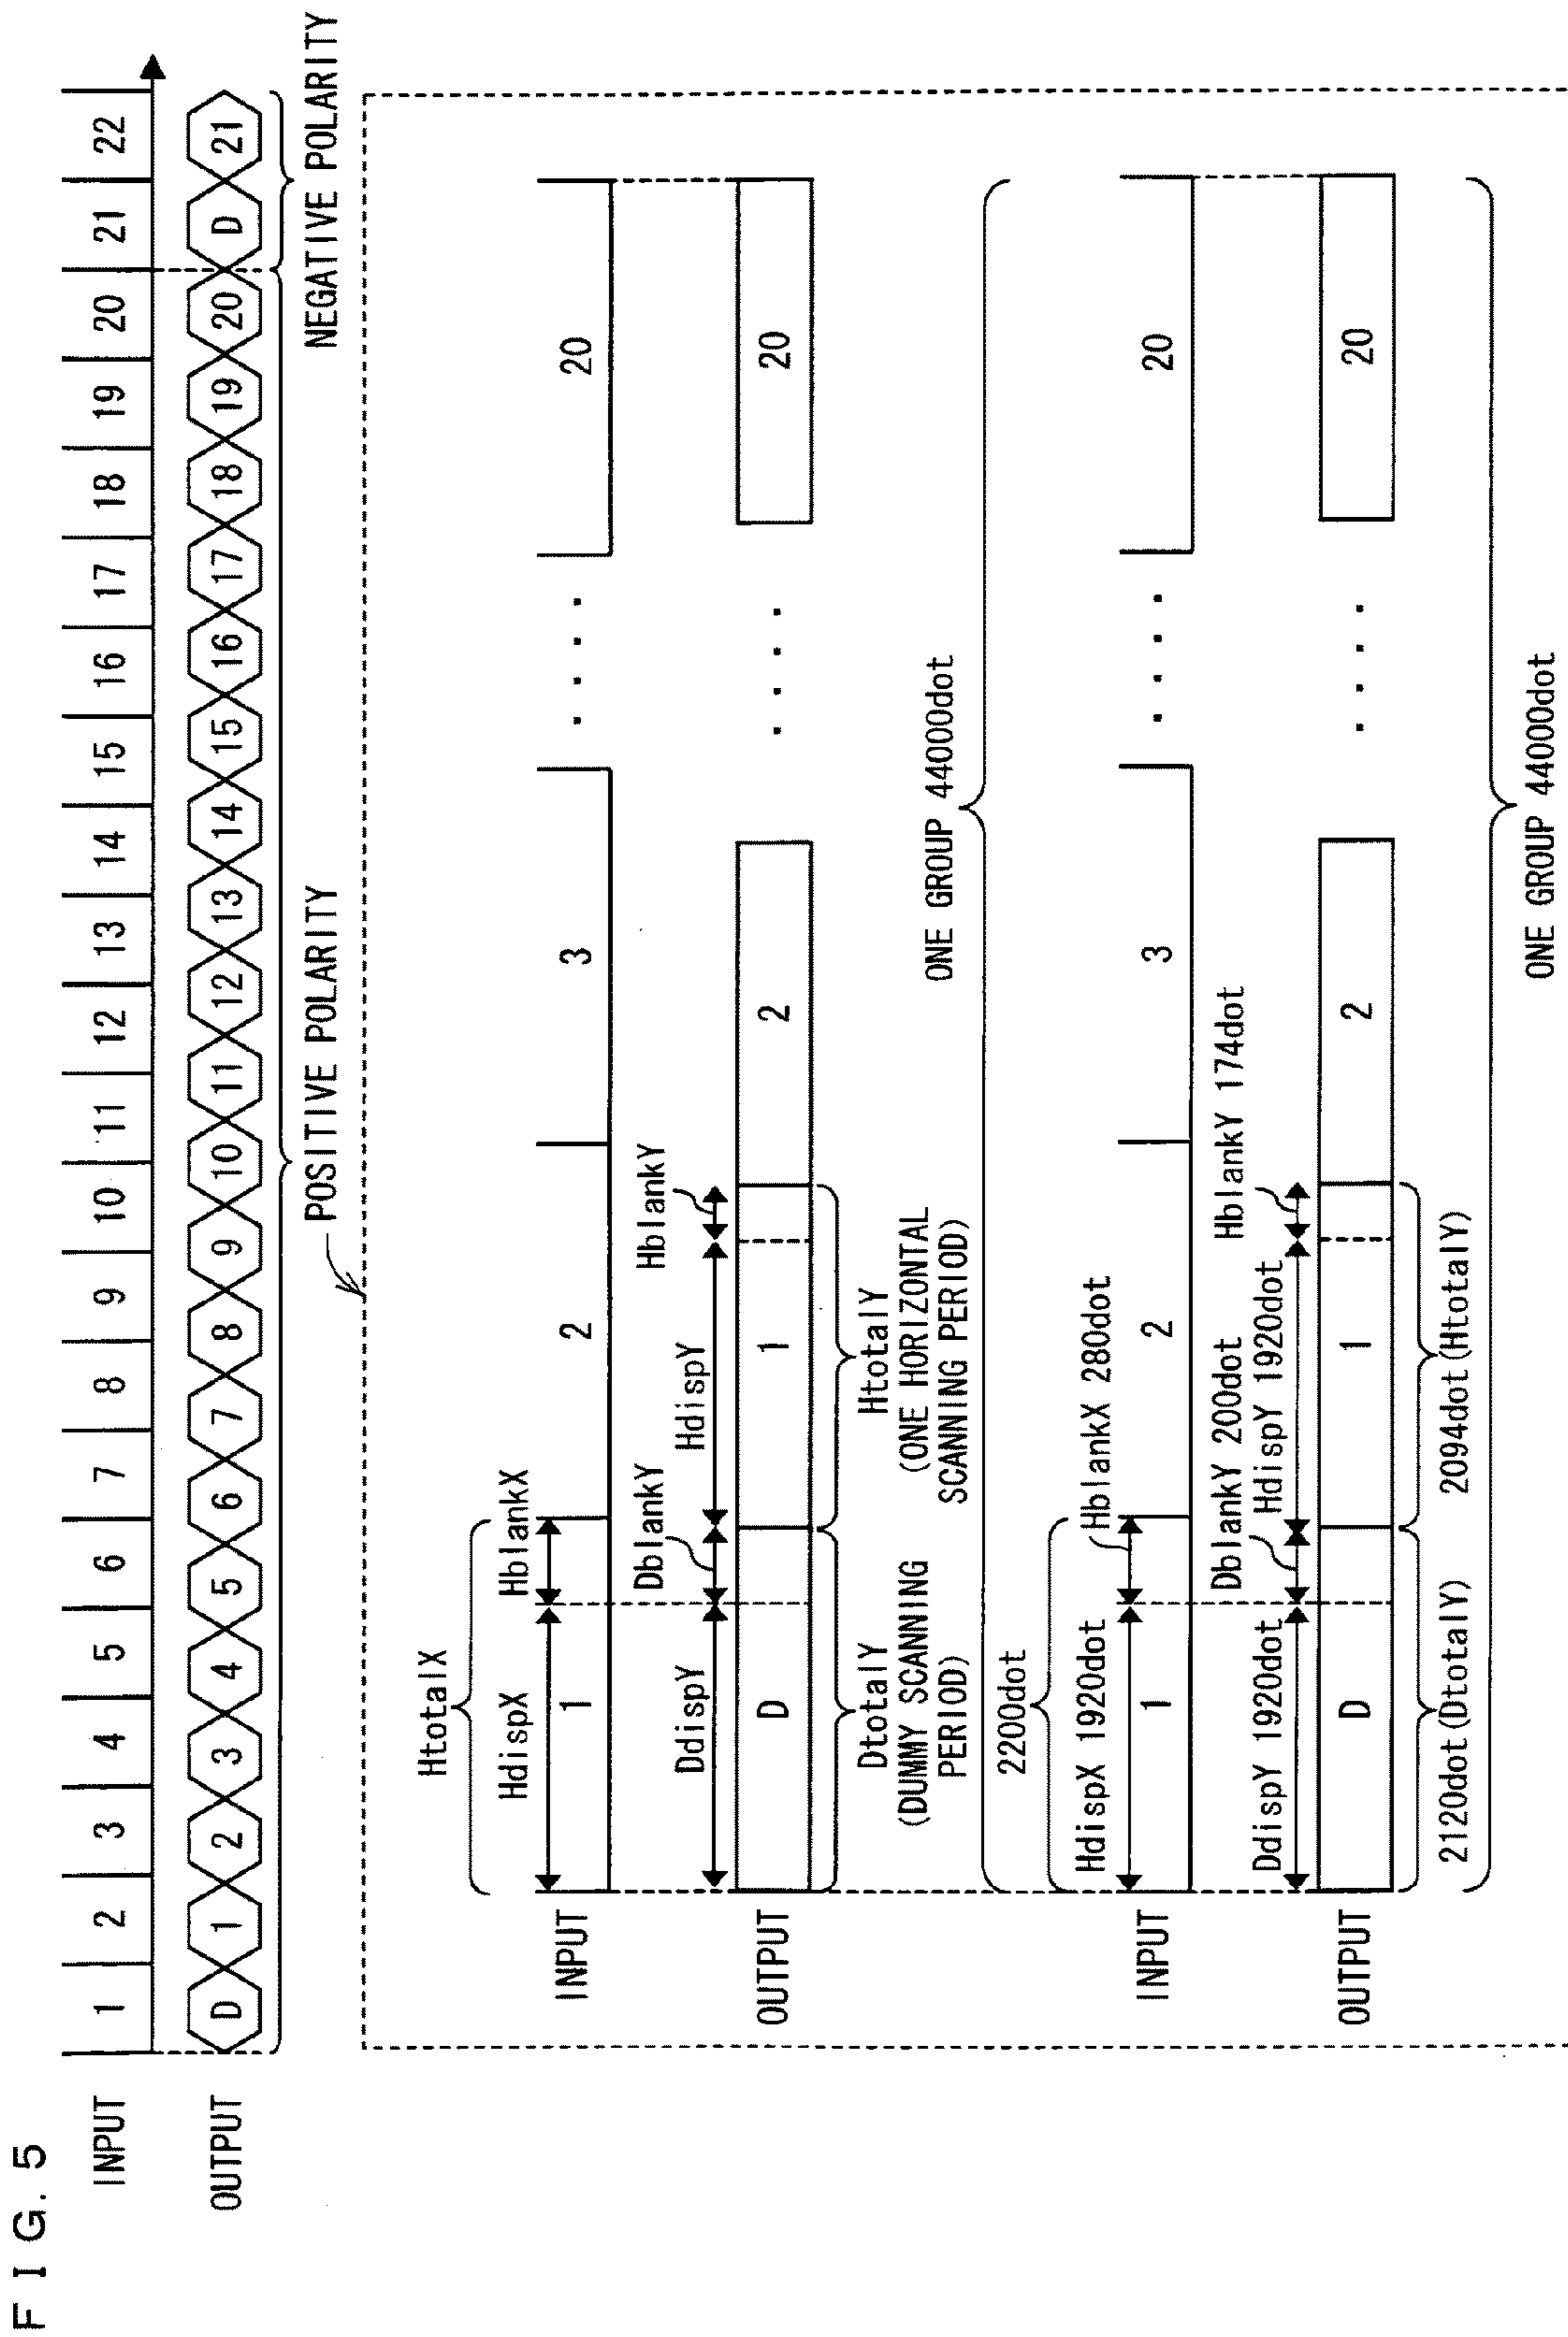 FIG. 5
INPUT 1 2 3 4 5 6 7 8 9 10 11 12 13 14 15 16 17 18 19 20 21 22
OUTPUT D 1 2 3 4 5 6 7 8 9 10 11 12 13 14 15 16 17 18 19 20 D 21
POSITIVE POLARITY
NEGATIVE POLARITY
HtotalX
HdispX HblankX
INPUT 1 2 3 . . . . 20
DdispY DblankY HdispY HblankY
OUTPUT D 1 2 . . . . 20
DtotalY
(DUMMY SCANNING
PERIOD)
HtotalY
(ONE HORIZONTAL
SCANNING PERIOD)
ONE GROUP 44000dot
2200dot
HdispX 1920dot HblankX 280dot
INPUT 1 2 3 . . . . 20
DblankY 200dot HblankY 174dot
DdispY 1920dot HdispY 1920dot
OUTPUT D 1 2 . . . . 20
2120dot(DtotalY) 2094dot(HtotalY)
ONE GROUP 44000dot